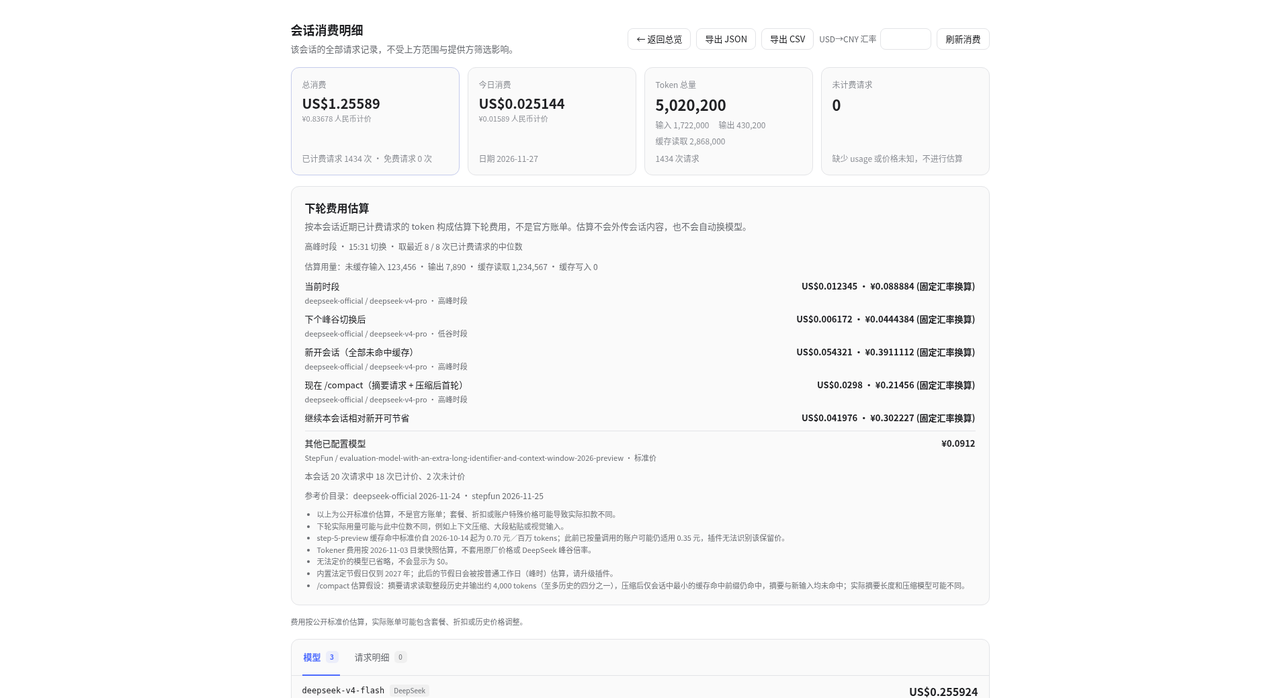 会话消费明细
该会话的全部请求记录，不受上方范围与提供方筛选影响。
← 返回总览 导出 JSON 导出 CSV USD→CNY 汇率 刷新消费
总消费
US$1.25589
¥0.83678 人民币计价
已计费请求 1434 次 · 免费请求 0 次
今日消费
US$0.025144
¥0.01589 人民币计价
日期 2026-11-27
Token 总量
5,020,200
输入 1,722,000 输出 430,200
缓存读取 2,868,000
1434 次请求
未计费请求
0
缺少 usage 或价格未知，不进行估算
下轮费用估算
按本会话近期已计费请求的 token 构成估算下轮费用，不是官方账单。估算不会外传会话内容，也不会自动换模型。
高峰时段 · 15:31 切换 · 取最近 8 / 8 次已计费请求的中位数
估算用量：未缓存输入 123,456 · 输出 7,890 · 缓存读取 1,234,567 · 缓存写入 0
当前时段 US$0.012345 · ¥0.088884 (固定汇率换算)
deepseek-official / deepseek-v4-pro · 高峰时段
下个峰谷切换后 US$0.006172 · ¥0.0444384 (固定汇率换算)
deepseek-official / deepseek-v4-pro · 低谷时段
新开会话（全部未命中缓存） US$0.054321 · ¥0.3911112 (固定汇率换算)
deepseek-official / deepseek-v4-pro · 高峰时段
现在 /compact（摘要请求 + 压缩后首轮） US$0.0298 · ¥0.21456 (固定汇率换算)
deepseek-official / deepseek-v4-pro · 高峰时段
继续本会话相对新开可节省 US$0.041976 · ¥0.302227 (固定汇率换算)
其他已配置模型 ¥0.0912
StepFun / evaluation-model-with-an-extra-long-identifier-and-context-window-2026-preview · 标准价
本会话 20 次请求中 18 次已计价、2 次未计价
参考价目录：deepseek-official 2026-11-24 · stepfun 2026-11-25
• 以上为公开标准价估算，不是官方账单；套餐、折扣或账户特殊价格可能导致实际扣款不同。
• 下轮实际用量可能与此中位数不同，例如上下文压缩、大段粘贴或视觉输入。
• step-5-preview 缓存命中标准价自 2026-10-14 起为 0.70 元／百万 tokens；此前已按量调用的账户可能仍适用 0.35 元，插件无法识别该保留价。
• Tokener 费用按 2026-11-03 目录快照估算，不套用原厂价格或 DeepSeek 峰谷倍率。
• 无法定价的模型已省略，不会显示为 $0。
• 内置法定节假日仅到 2027 年；此后的节假日会被按普通工作日（峰时）估算，请升级插件。
• /compact 估算假设：摘要请求读取整段历史并输出约 4,000 tokens（至多历史的四分之一），压缩后仅会话中最小的缓存命中前缀仍命中，摘要与新输入均未命中；实际摘要长度和压缩模型可能不同。
费用按公开标准价估算，实际账单可能包含套餐、折扣或历史价格调整。
模型 3 请求明细 0
deepseek-v4-flash DeepSeek US$0.255924